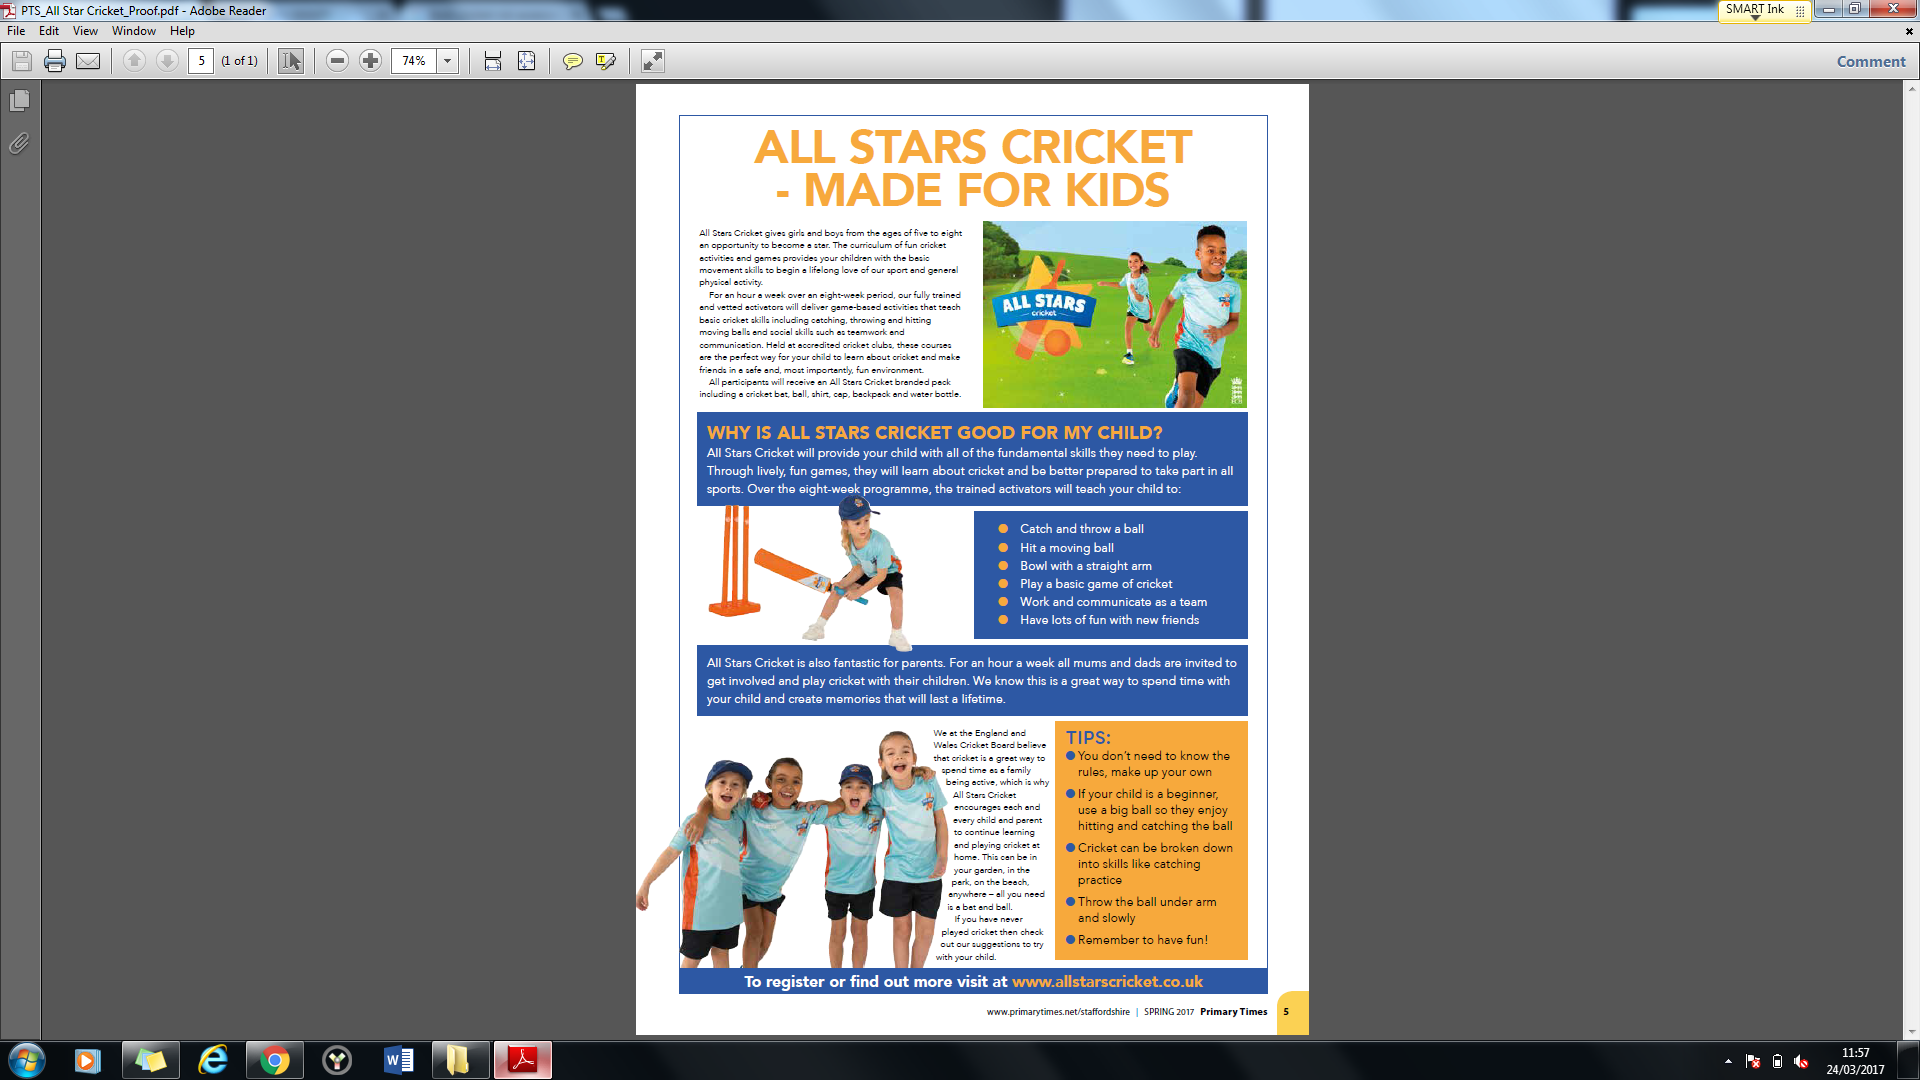 PTS_All Star Cricket_Proof.pdf - Adobe Reader
SMART Ink
File Edit View Window Help
5 (1 of 1) 74% Comment
ALL STARS CRICKET
- MADE FOR KIDS
All Stars Cricket gives girls and boys from the ages of five to eight
an opportunity to become a star. The curriculum of fun cricket
activities and games provides your children with the basic
movement skills to begin a lifelong love of our sport and general
physical activity.
For an hour a week over an eight-week period, our fully trained
and vetted activators will deliver game-based activities that teach
basic cricket skills including catching, throwing and hitting
moving balls and social skills such as teamwork and
communication. Held at accredited cricket clubs, these courses
are the perfect way for your child to learn about cricket and make
friends in a safe and, most importantly, fun environment.
All participants will receive an All Stars Cricket branded pack
including a cricket bat, ball, shirt, cap, backpack and water bottle.
ALL STARS
cricket
WHY IS ALL STARS CRICKET GOOD FOR MY CHILD?
All Stars Cricket will provide your child with all of the fundamental skills they need to play.
Through lively, fun games, they will learn about cricket and be better prepared to take part in all
sports. Over the eight-week programme, the trained activators will teach your child to:
Catch and throw a ball
Hit a moving ball
Bowl with a straight arm
Play a basic game of cricket
Work and communicate as a team
Have lots of fun with new friends
All Stars Cricket is also fantastic for parents. For an hour a week all mums and dads are invited to
get involved and play cricket with their children. We know this is a great way to spend time with
your child and create memories that will last a lifetime.
We at the England and
Wales Cricket Board believe
that cricket is a great way to
spend time as a family
being active, which is why
All Stars Cricket
encourages each and
every child and parent
to continue learning
and playing cricket at
home. This can be in
your garden, in the
park, on the beach,
anywhere – all you need
is a bat and ball.
If you have never
played cricket then check
out our suggestions to try
with your child.
TIPS:
You don't need to know the
rules, make up your own
If your child is a beginner,
use a big ball so they enjoy
hitting and catching the ball
Cricket can be broken down
into skills like catching
practice
Throw the ball under arm
and slowly
Remember to have fun!
To register or find out more visit at www.allstarscricket.co.uk
www.primarytimes.net/staffordshire | SPRING 2017 Primary Times 5
11:57
24/03/2017